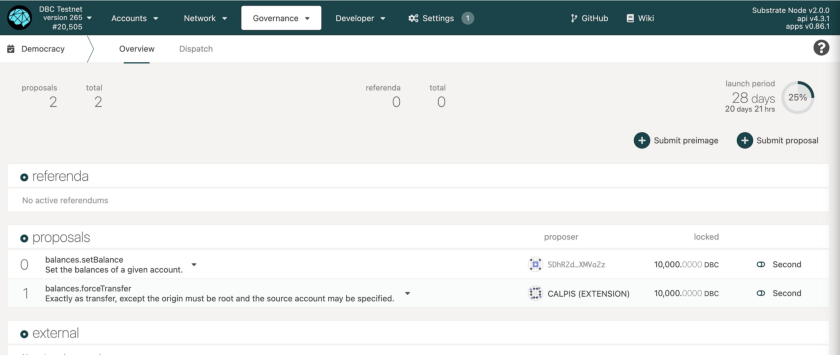 DBC Testnet
version 265
#20,505
Accounts
Network
Governance
Developer
Settings 1
GitHub
Wiki
Substrate Node v2.0.0
api v4.3.1
apps v0.86.1
Democracy
Overview
Dispatch
proposals total
2 2
referenda total
0 0
launch period
28 days
20 days 21 hrs
25%
Submit preimage
Submit proposal
referenda
No active referendums
proposals proposer locked
0 balances.setBalance
Set the balances of a given account.
5DhR2d…XMVaZz 10,000.0000 DBC Second
1 balances.forceTransfer
Exactly as transfer, except the origin must be root and the source account may be specified.
CALPIS (EXTENSION) 10,000.0000 DBC Second
external